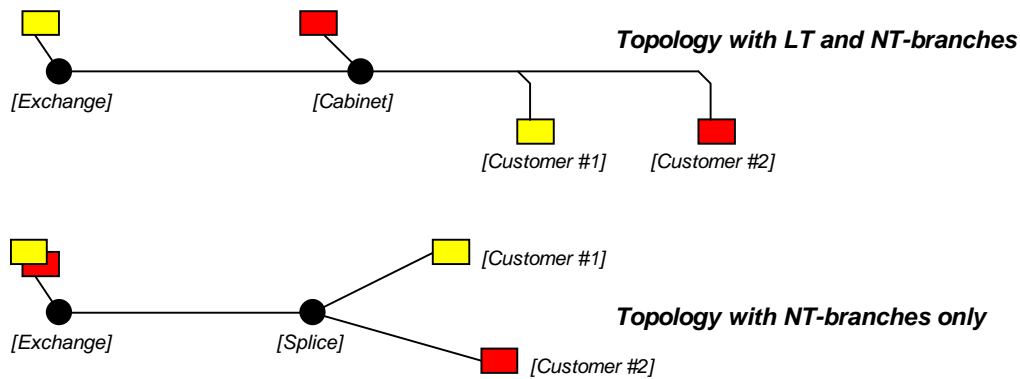 Topology with LT and NT-branches
[Exchange]
[Cabinet]
[Customer #1]
[Customer #2]
[Customer #1]
Topology with NT-branches only
[Exchange]
[Splice]
[Customer #2]